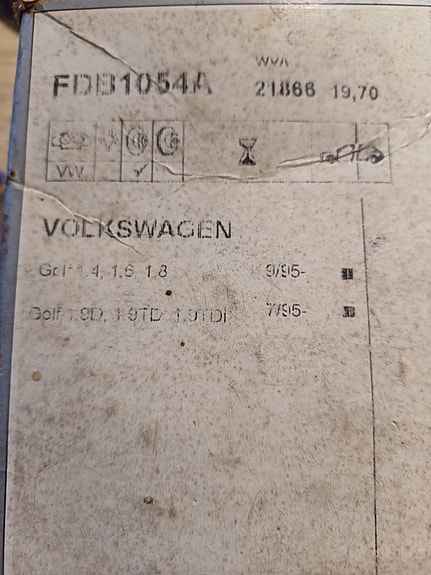 WVA
FDB1054A 21866 19,70
VW ✓
VOLKSWAGEN
Golf 1.4, 1.6, 1.8 9/95-
Golf 1.9D, 1.9TD, 1.9TDI 7/95-